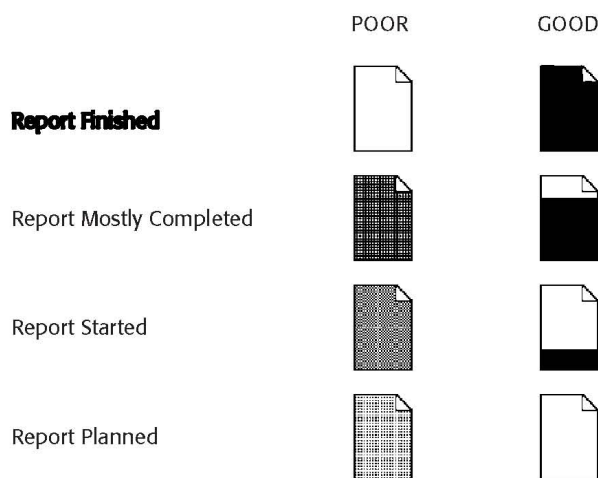 POOR GOOD
Report Finished
Report Mostly Completed
Report Started
Report Planned